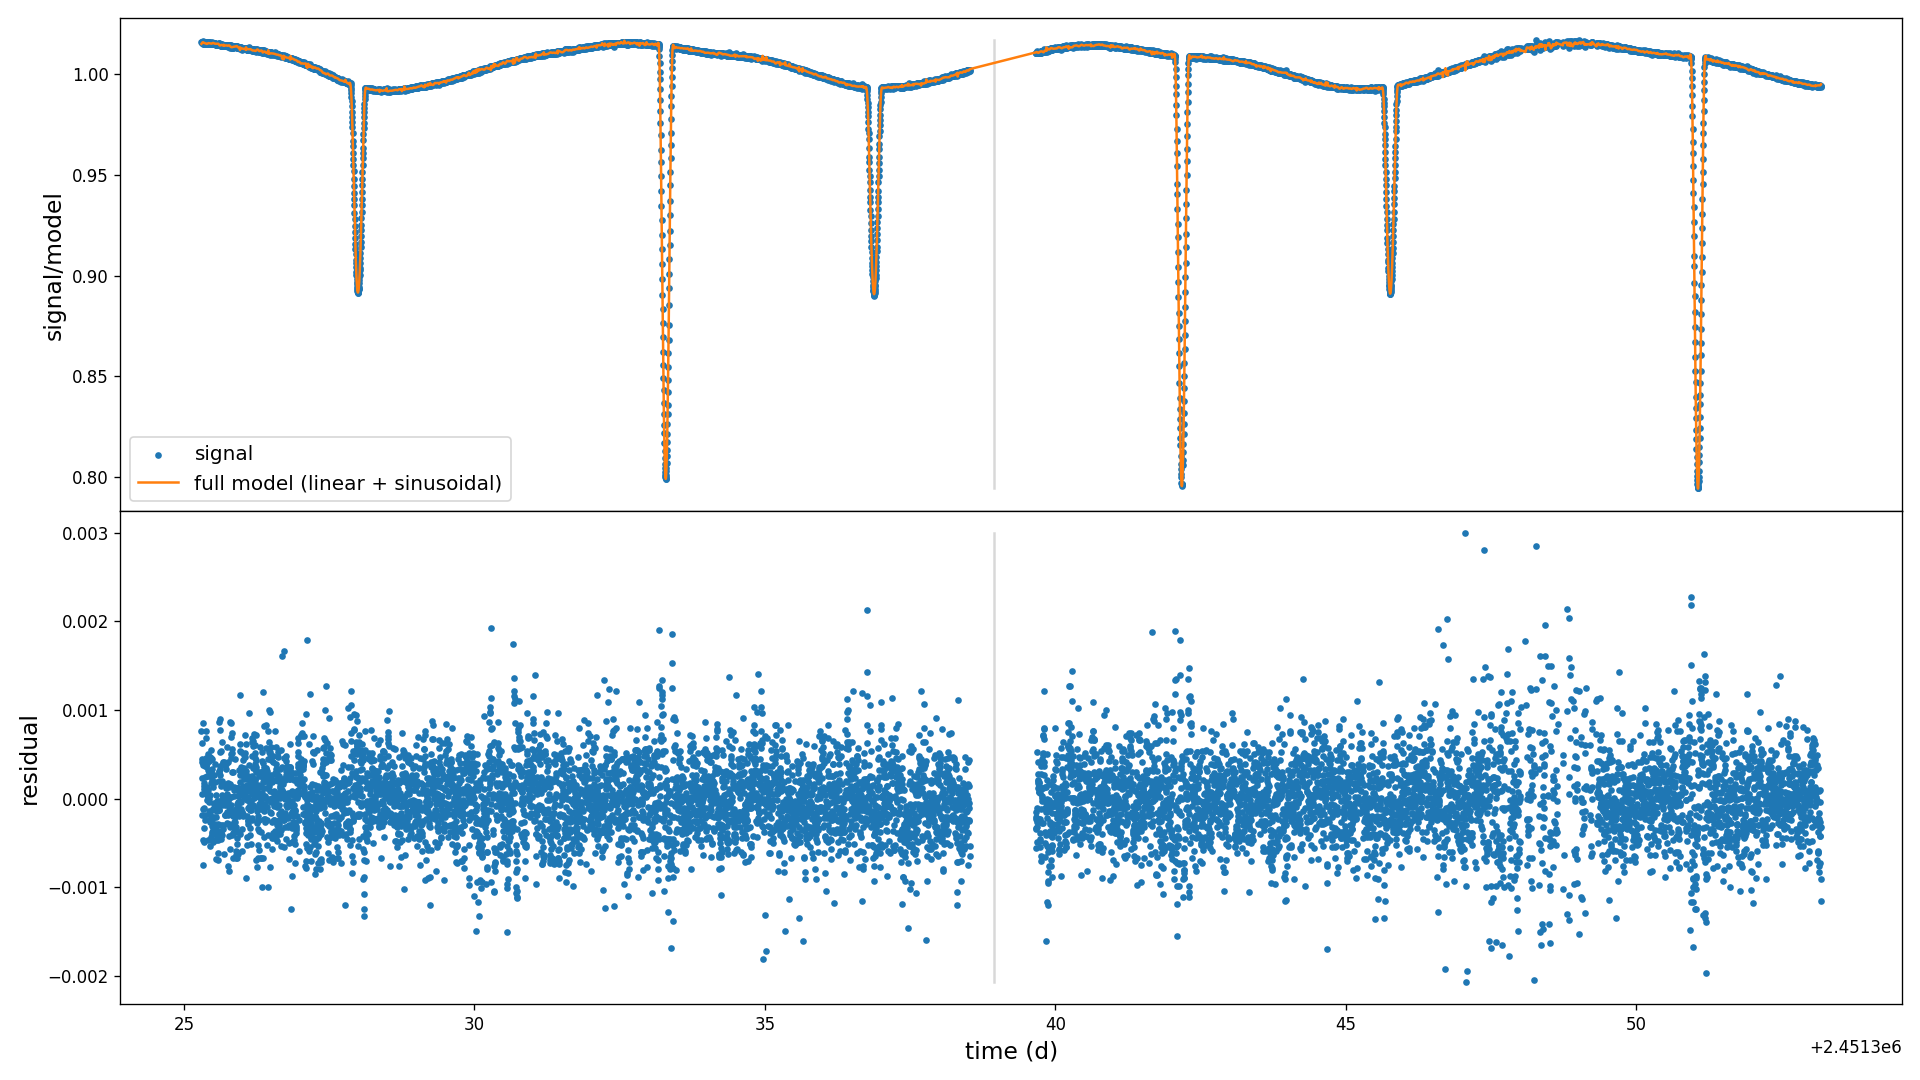 signal/model
1.00
0.95
0.90
0.85
0.80
signal
full model (linear + sinusoidal)
residual
0.003
0.002
0.001
0.000
−0.001
−0.002
25 30 35 40 45 50
time (d)
+2.4513e6